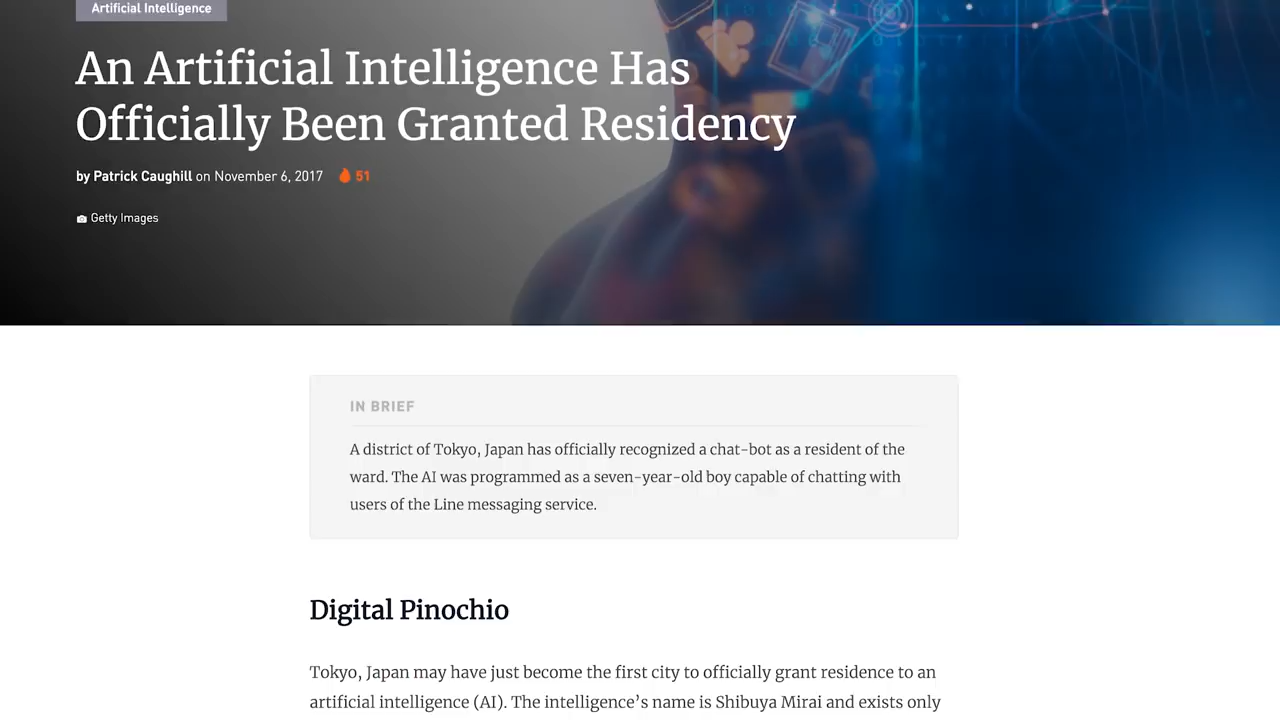 Artificial Intelligence
An Artificial Intelligence Has
Officially Been Granted Residency
by Patrick Caughill on November 6, 2017 51
Getty Images
IN BRIEF
A district of Tokyo, Japan has officially recognized a chat-bot as a resident of the
ward. The AI was programmed as a seven-year-old boy capable of chatting with
users of the Line messaging service.
Digital Pinochio
Tokyo, Japan may have just become the first city to officially grant residence to an
artificial intelligence (AI). The intelligence’s name is Shibuya Mirai and exists only